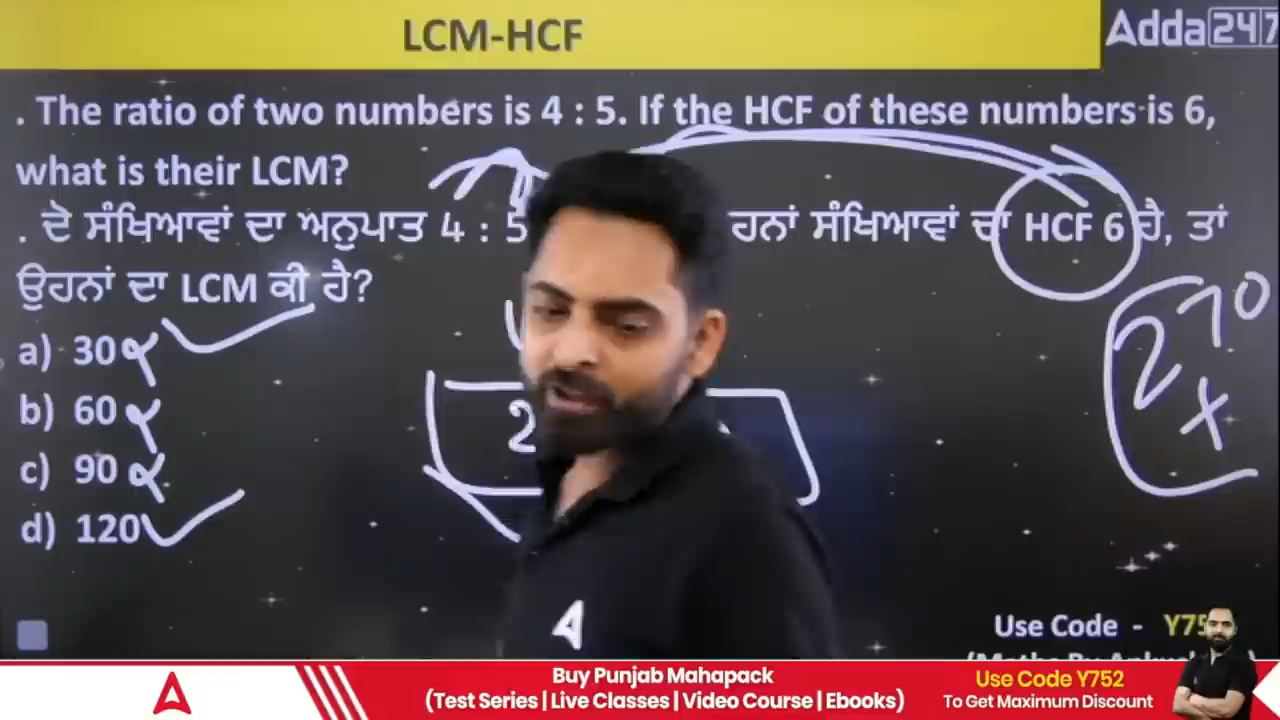 LCM-HCF
Adda247
. The ratio of two numbers is 4 : 5. If the HCF of these numbers is 6,
what is their LCM?
. ਦੋ ਸੰਖਿਆਵਾਂ ਦਾ ਅਨੁਪਾਤ 4 : 5 ਹਨਾਂ ਸੰਖਿਆਵਾਂ ਦਾ HCF 6 ਹੈ, ਤਾਂ
ਉਹਨਾਂ ਦਾ LCM ਕੀ ਹੈ?
270
2
x
a) 30
b) 60
c) 90
d) 120
Use Code -
Buy Punjab Mahapack
(Test Series | Live Classes | Video Course | Ebooks)
Use Code Y752
To Get Maximum Discount